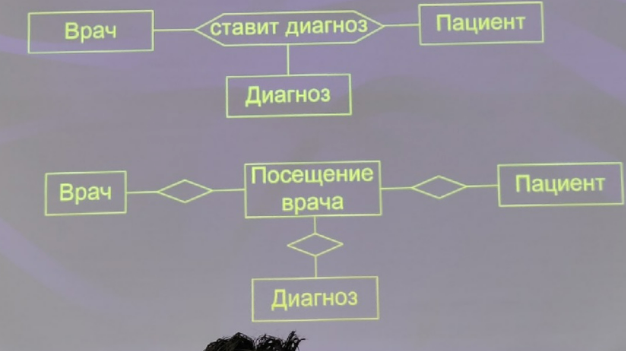 Врач
ставит диагноз
Пациент
Диагноз
Врач
Посещение
врача
Пациент
Диагноз